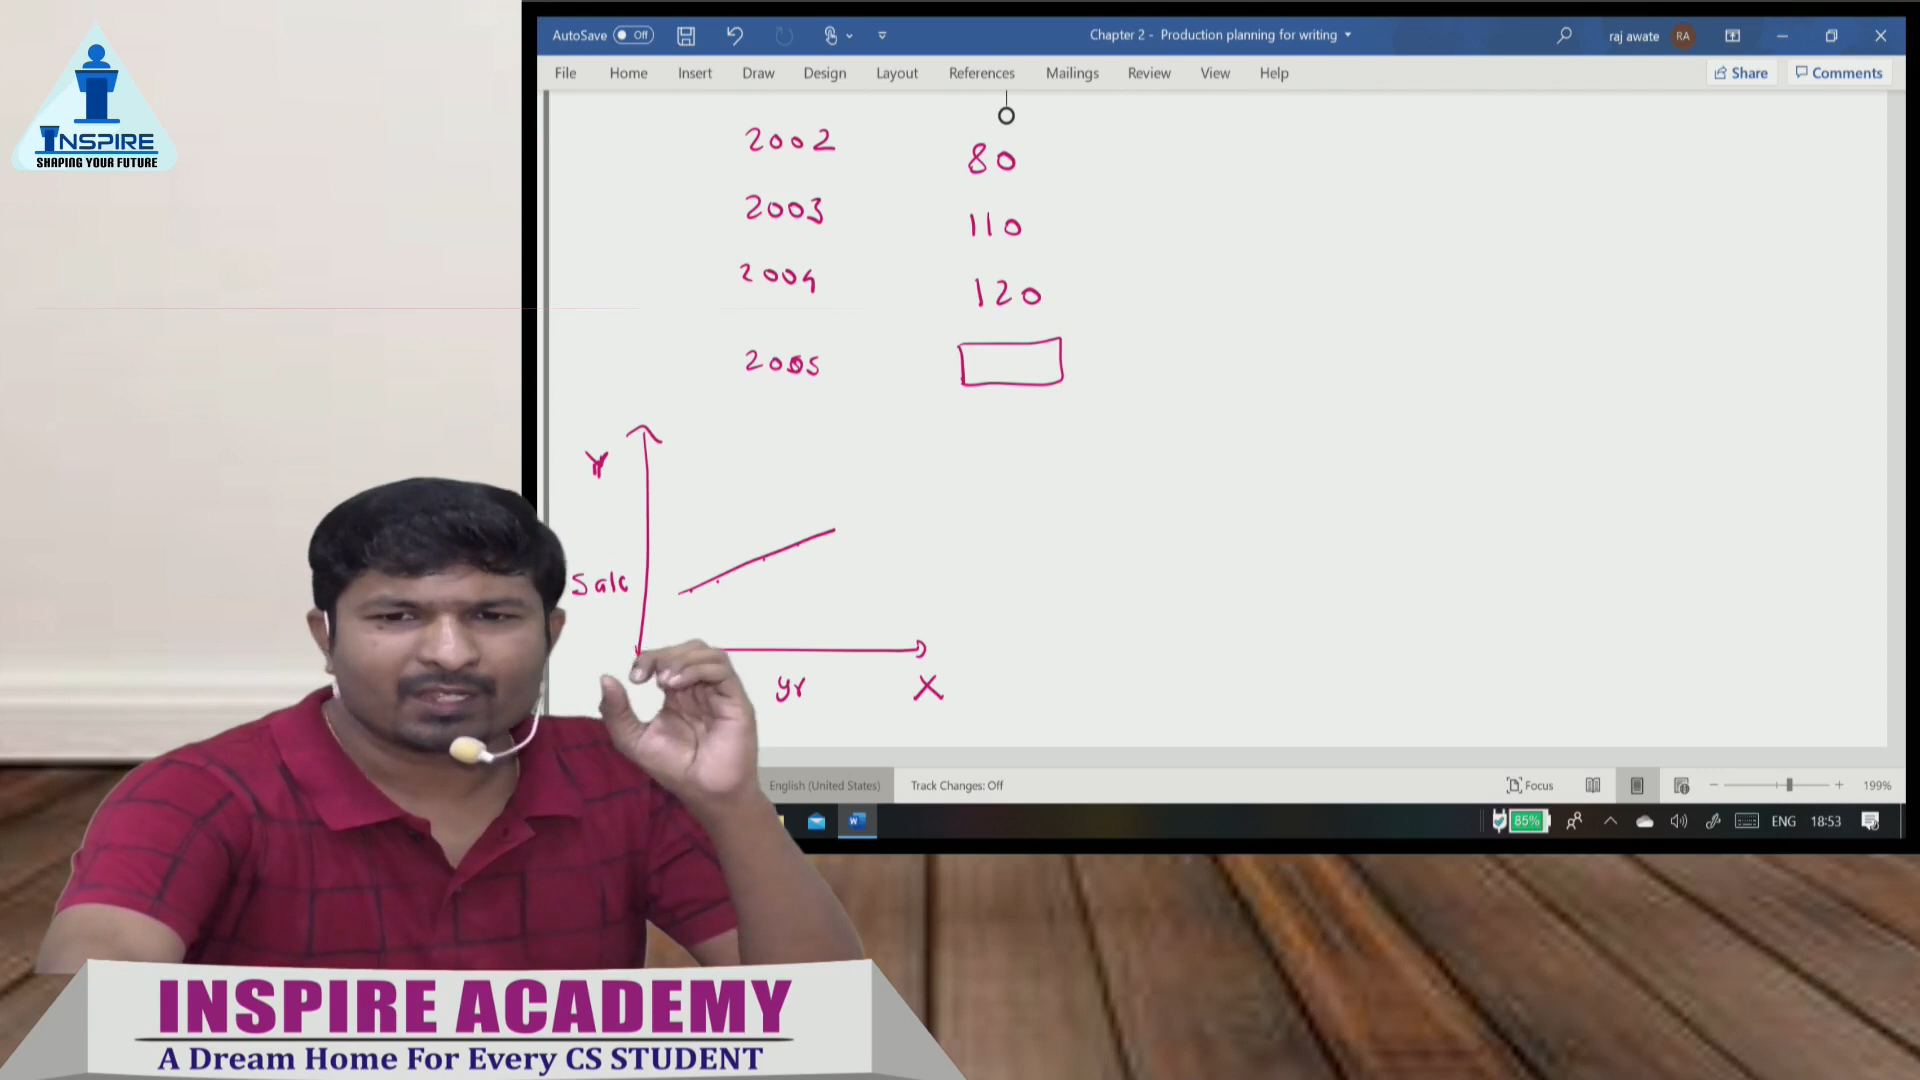 INSPIRE
SHAPING YOUR FUTURE
AutoSave Off
Chapter 2 - Production planning for writing
raj awate RA
File Home Insert Draw Design Layout References Mailings Review View Help
Share Comments
2002 80
2003 110
2004 120
2005
Y
Sale
yr X
English (United States) Track Changes: Off
Focus 199%
85% ENG 18:53
INSPIRE ACADEMY
A Dream Home For Every CS STUDENT